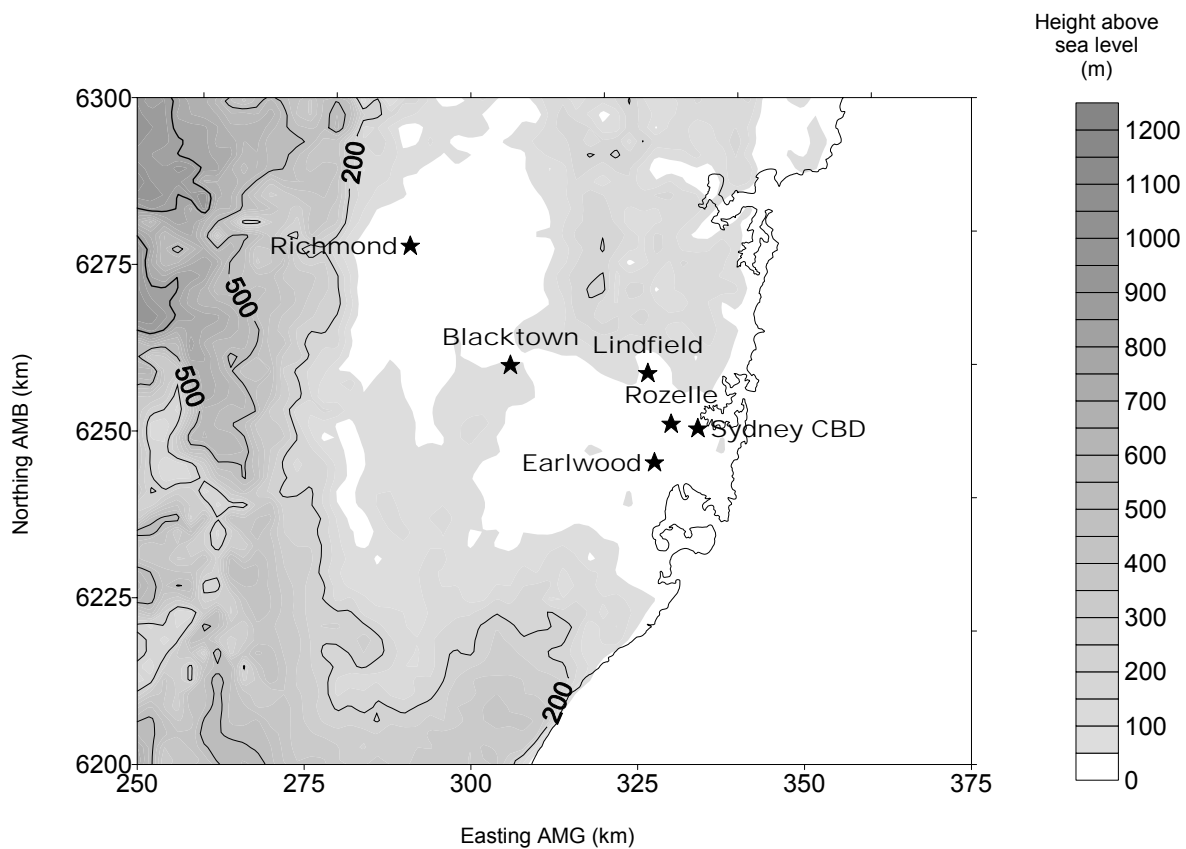 Height above
sea level
(m)
6300
6275
6250
6225
6200
250
275
300
325
350
375
Northing AMB (km)
Easting AMG (km)
200
500
500
200
Richmond
Blacktown
Lindfield
Rozelle
Sydney CBD
Earlwood
1200
1100
1000
900
800
700
600
500
400
300
200
100
0